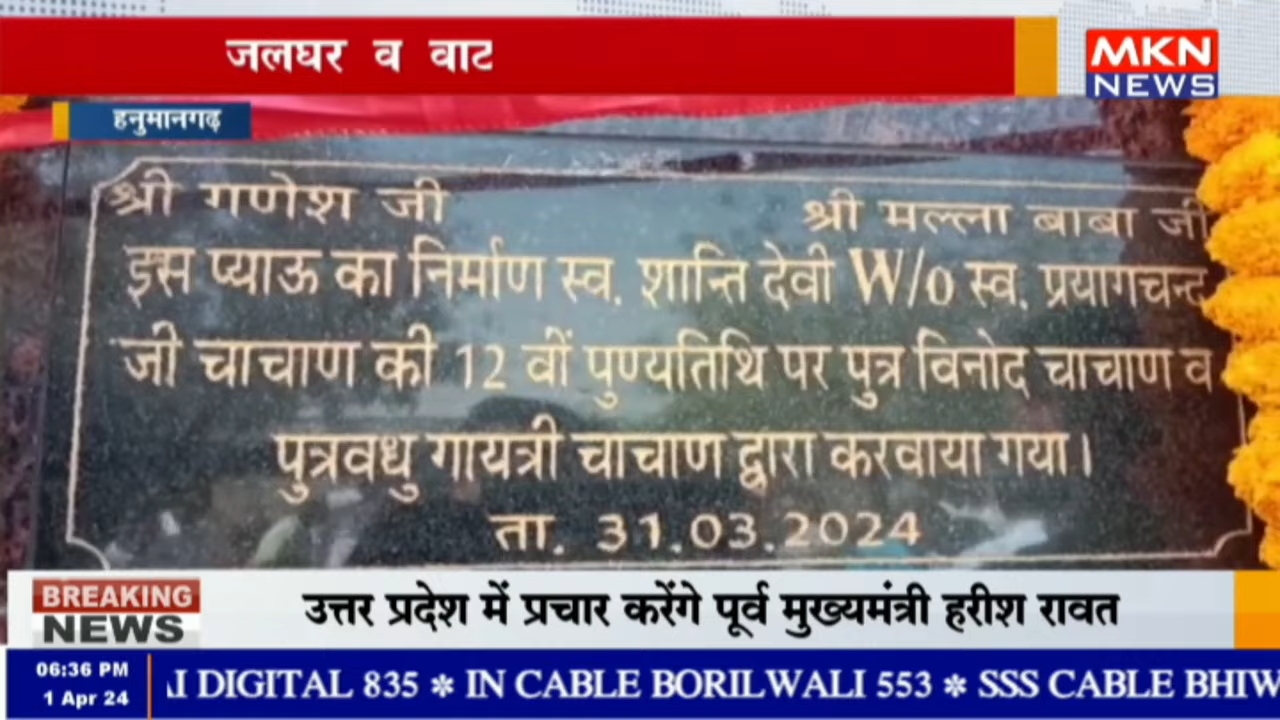 जलघर व वाट
MKN
NEWS
हनुमानगढ़
श्री गणेश जी
श्री मल्ला बाबा जी
इस प्याऊ का निर्माण स्व. शान्ति देवी W/o स्व. प्रयागचन्द
जी चाचाण की 12 वीं पुण्यतिथि पर पुत्र विनोद चाचाण व
पुत्रवधु गायत्री चाचाण द्वारा करवाया गया।
ता. 31.03.2024
BREAKING
NEWS
उत्तर प्रदेश में प्रचार करेंगे पूर्व मुख्यमंत्री हरीश रावत
06:36 PM
1 Apr 24
I DIGITAL 835 * IN CABLE BORILWALI 553 * SSS CABLE BHIW